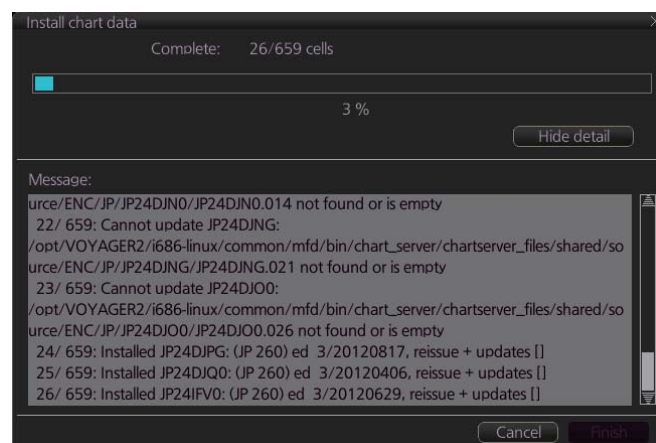 Install chart data
Complete: 26/659 cells
3 %
Hide detail
Message:
urce/ENC/JP/JP24DJN0/JP24DJN0.014 not found or is empty
22/ 659: Cannot update JP24DJNG:
/opt/VOYAGER2/i686-linux/common/mfd/bin/chart_server/chartserver_files/shared/so
urce/ENC/JP/JP24DJNG/JP24DJNG.021 not found or is empty
23/ 659: Cannot update JP24DJO0:
/opt/VOYAGER2/i686-linux/common/mfd/bin/chart_server/chartserver_files/shared/so
urce/ENC/JP/JP24DJO0/JP24DJO0.026 not found or is empty
24/ 659: Installed JP24DJPG: (JP 260) ed 3/20120817, reissue + updates []
25/ 659: Installed JP24DJQ0: (JP 260) ed 3/20120406, reissue + updates []
26/ 659: Installed JP24IFV0: (JP 260) ed 3/20120629, reissue + updates []
Cancel Finish